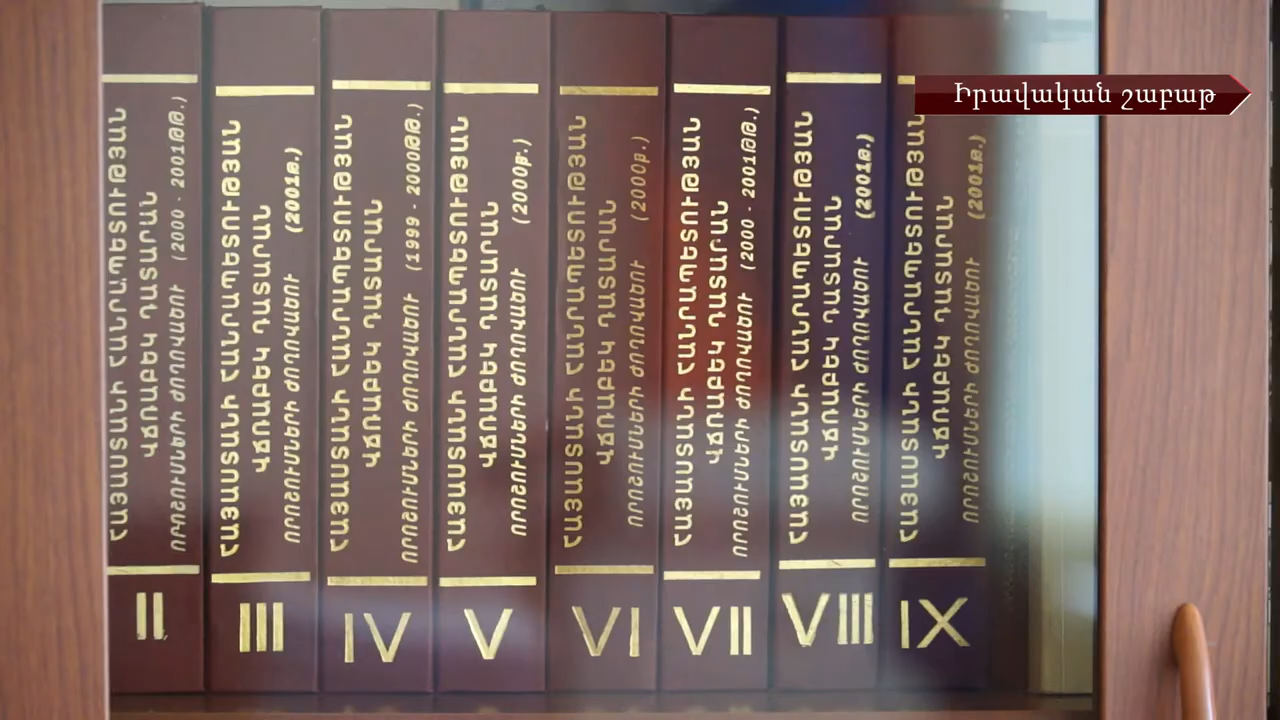 Իրավական շաբաթ
ՀԱՅԱՍՏԱՆԻ ՀԱՆՐԱՊԵՏՈՒԹՅԱՆ
ՎՃՌԱԲԵԿ ԴԱՏԱՐԱՆ
ՈՐՈՇՈՒՄՆԵՐԻ ԺՈՂՈՎԱԾՈՒ (2000 - 2001ԹԹ.)
II
ՀԱՅԱՍՏԱՆԻ ՀԱՆՐԱՊԵՏՈՒԹՅԱՆ
ՎՃՌԱԲԵԿ ԴԱՏԱՐԱՆ
ՈՐՈՇՈՒՄՆԵՐԻ ԺՈՂՈՎԱԾՈՒ (2001թ.)
III
ՀԱՅԱՍՏԱՆԻ ՀԱՆՐԱՊԵՏՈՒԹՅԱՆ
ՎՃՌԱԲԵԿ ԴԱՏԱՐԱՆ
ՈՐՈՇՈՒՄՆԵՐԻ ԺՈՂՈՎԱԾՈՒ (1999 - 2000ԹԹ.)
IV
ՀԱՅԱՍՏԱՆԻ ՀԱՆՐԱՊԵՏՈՒԹՅԱՆ
ՎՃՌԱԲԵԿ ԴԱՏԱՐԱՆ
ՈՐՈՇՈՒՄՆԵՐԻ ԺՈՂՈՎԱԾՈՒ (2000թ.)
V
ՀԱՅԱՍՏԱՆԻ ՀԱՆՐԱՊԵՏՈՒԹՅԱՆ
ՎՃՌԱԲԵԿ ԴԱՏԱՐԱՆ
ՈՐՈՇՈՒՄՆԵՐԻ ԺՈՂՈՎԱԾՈՒ (2000թ.)
VI
ՀԱՅԱՍՏԱՆԻ ՀԱՆՐԱՊԵՏՈՒԹՅԱՆ
ՎՃՌԱԲԵԿ ԴԱՏԱՐԱՆ
ՈՐՈՇՈՒՄՆԵՐԻ ԺՈՂՈՎԱԾՈՒ (2000 - 2001ԹԹ.)
VII
ՀԱՅԱՍՏԱՆԻ ՀԱՆՐԱՊԵՏՈՒԹՅԱՆ
ՎՃՌԱԲԵԿ ԴԱՏԱՐԱՆ
ՈՐՈՇՈՒՄՆԵՐԻ ԺՈՂՈՎԱԾՈՒ (2001թ.)
VIII
ՀԱՅԱՍՏԱՆԻ ՀԱՆՐԱՊԵՏՈՒԹՅԱՆ
ՎՃՌԱԲԵԿ ԴԱՏԱՐԱՆ
ՈՐՈՇՈՒՄՆԵՐԻ ԺՈՂՈՎԱԾՈՒ (2001թ.)
IX